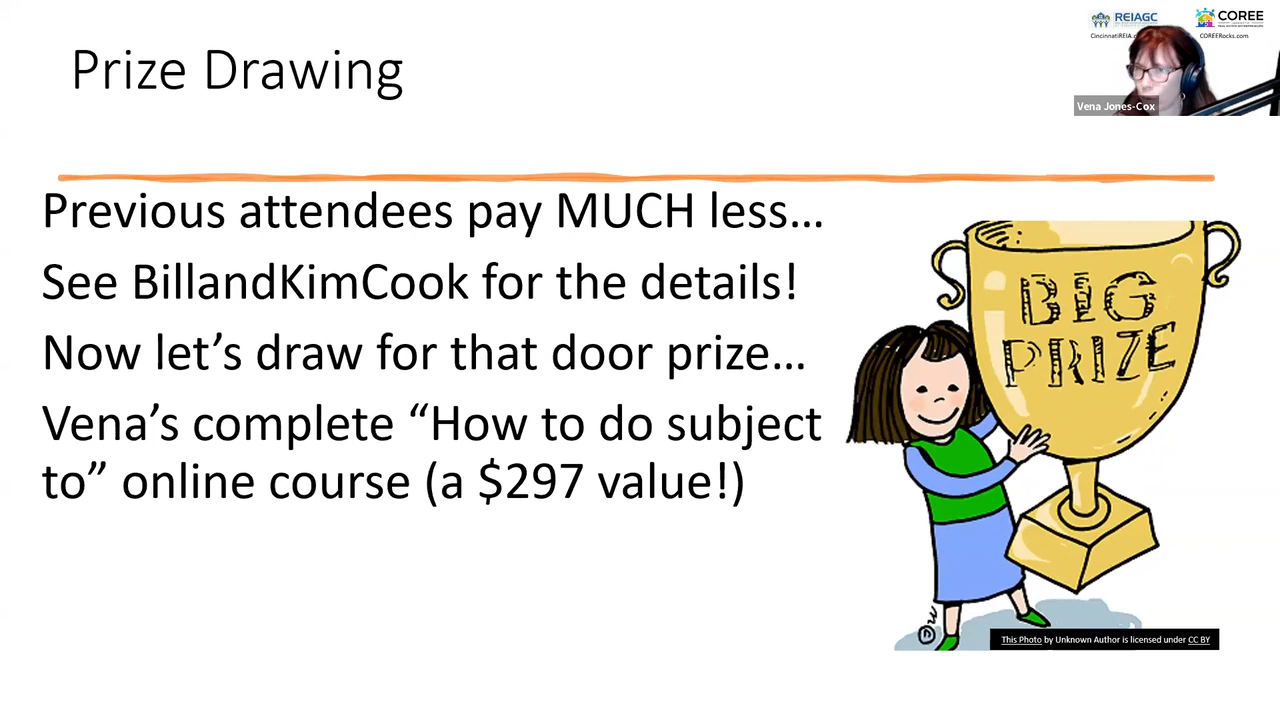 Prize Drawing
REIAGC
COREE
COREERocks.com
Vena Jones-Cox
Previous attendees pay MUCH less…
See BillandKimCook for the details!
Now let’s draw for that door prize…
Vena’s complete “How to do subject
to” online course (a $297 value!)
BIG
PRIZE
This Photo by Unknown Author is licensed under CC BY